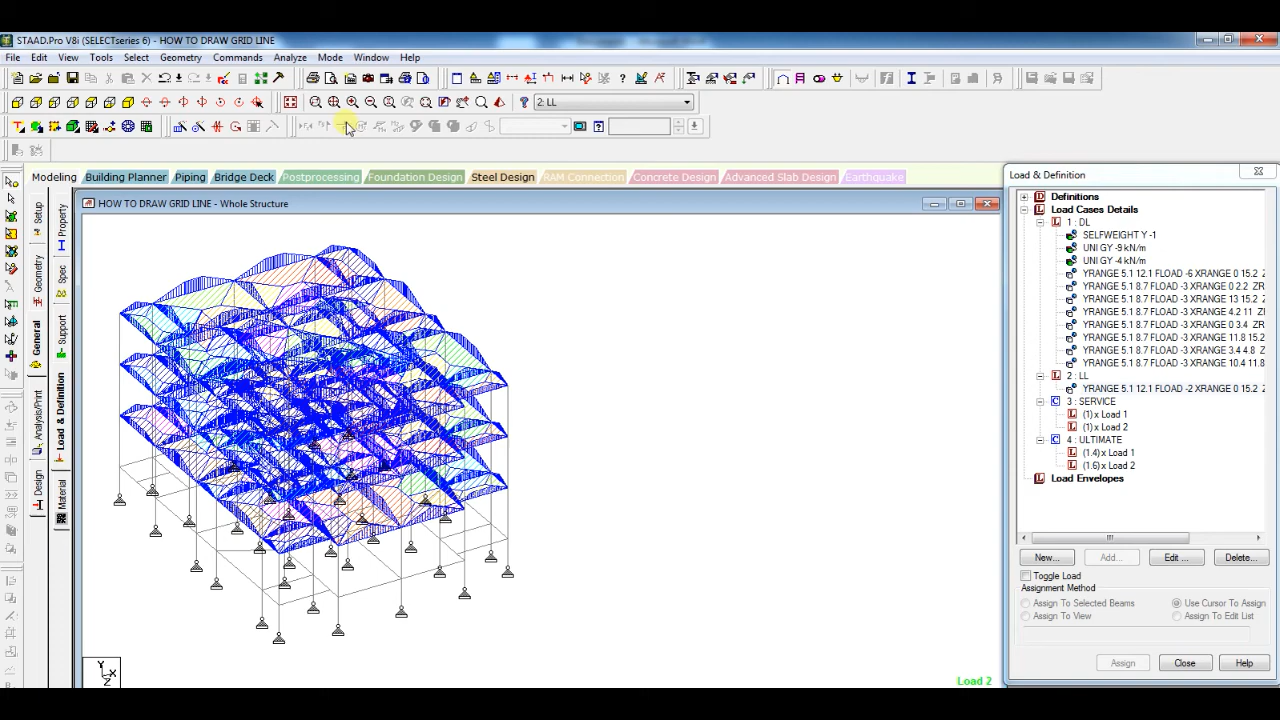 STAAD.Pro V8i (SELECTseries 6) - HOW TO DRAW GRID LINE
File Edit View Tools Select Geometry Commands Analyze Mode Window Help
2: LL
Modeling Building Planner Piping Bridge Deck Postprocessing Foundation Design Steel Design RAM Connection Concrete Design Advanced Slab Design Earthquake
Setup
Geometry
General
Analysis/Print
Design
Property
Spec
Support
Load & Definition
Material
HOW TO DRAW GRID LINE - Whole Structure
Y
X
Z
Load 2
Load & Definition
Definitions
Load Cases Details
1 : DL
SELFWEIGHT Y -1
UNI GY -9 kN/m
UNI GY -4 kN/m
YRANGE 5.1 12.1 FLOAD -6 XRANGE 0 15.2 Z
YRANGE 5.1 8.7 FLOAD -3 XRANGE 0 2.2 ZR
YRANGE 5.1 8.7 FLOAD -3 XRANGE 13 15.2
YRANGE 5.1 8.7 FLOAD -3 XRANGE 4.2 11 Z
YRANGE 5.1 8.7 FLOAD -3 XRANGE 0 3.4 ZR
YRANGE 5.1 8.7 FLOAD -3 XRANGE 11.8 15
YRANGE 5.1 8.7 FLOAD -3 XRANGE 3.4 4.8 Z
YRANGE 5.1 8.7 FLOAD -3 XRANGE 10.4 11.8
2 : LL
YRANGE 5.1 12.1 FLOAD -2 XRANGE 0 15.2 Z
3 : SERVICE
(1) x Load 1
(1) x Load 2
4 : ULTIMATE
(1.4) x Load 1
(1.6) x Load 2
Load Envelopes
New... Add... Edit ... Delete...
Toggle Load
Assignment Method
Assign To Selected Beams
Use Cursor To Assign
Assign To View
Assign To Edit List
Assign Close Help